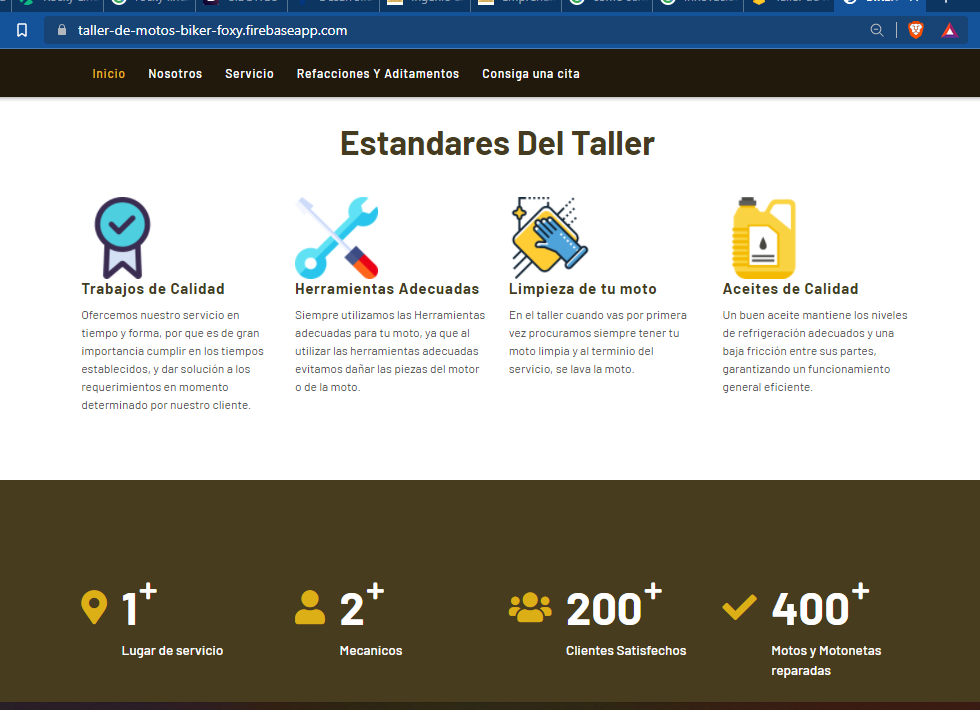 taller-de-motos-biker-foxy.firebaseapp.com
Inicio Nosotros Servicio Refacciones Y Aditamentos Consiga una cita
Estandares Del Taller
Trabajos de Calidad
Ofercemos nuestro servicio en
tiempo y forma, por que es de gran
importancia cumplir en los tiempos
establecidos, y dar solución a los
requerimientos en momento
determinado por nuestro cliente.
Herramientas Adecuadas
Siempre utilizamos las Herramientas
adecuadas para tu moto, ya que al
utilizar las herramientas adecuadas
evitamos dañar las piezas del motor
o de la moto.
Limpieza de tu moto
En el taller cuando vas por primera
vez procuramos siempre tener tu
moto limpia y al terminio del
servicio, se lava la moto.
Aceites de Calidad
Un buen aceite mantiene los niveles
de refrigeración adecuados y una
baja fricción entre sus partes,
garantizando un funcionamiento
general eficiente.
1+
Lugar de servicio
2+
Mecanicos
200+
Clientes Satisfechos
400+
Motos y Motonetas
reparadas